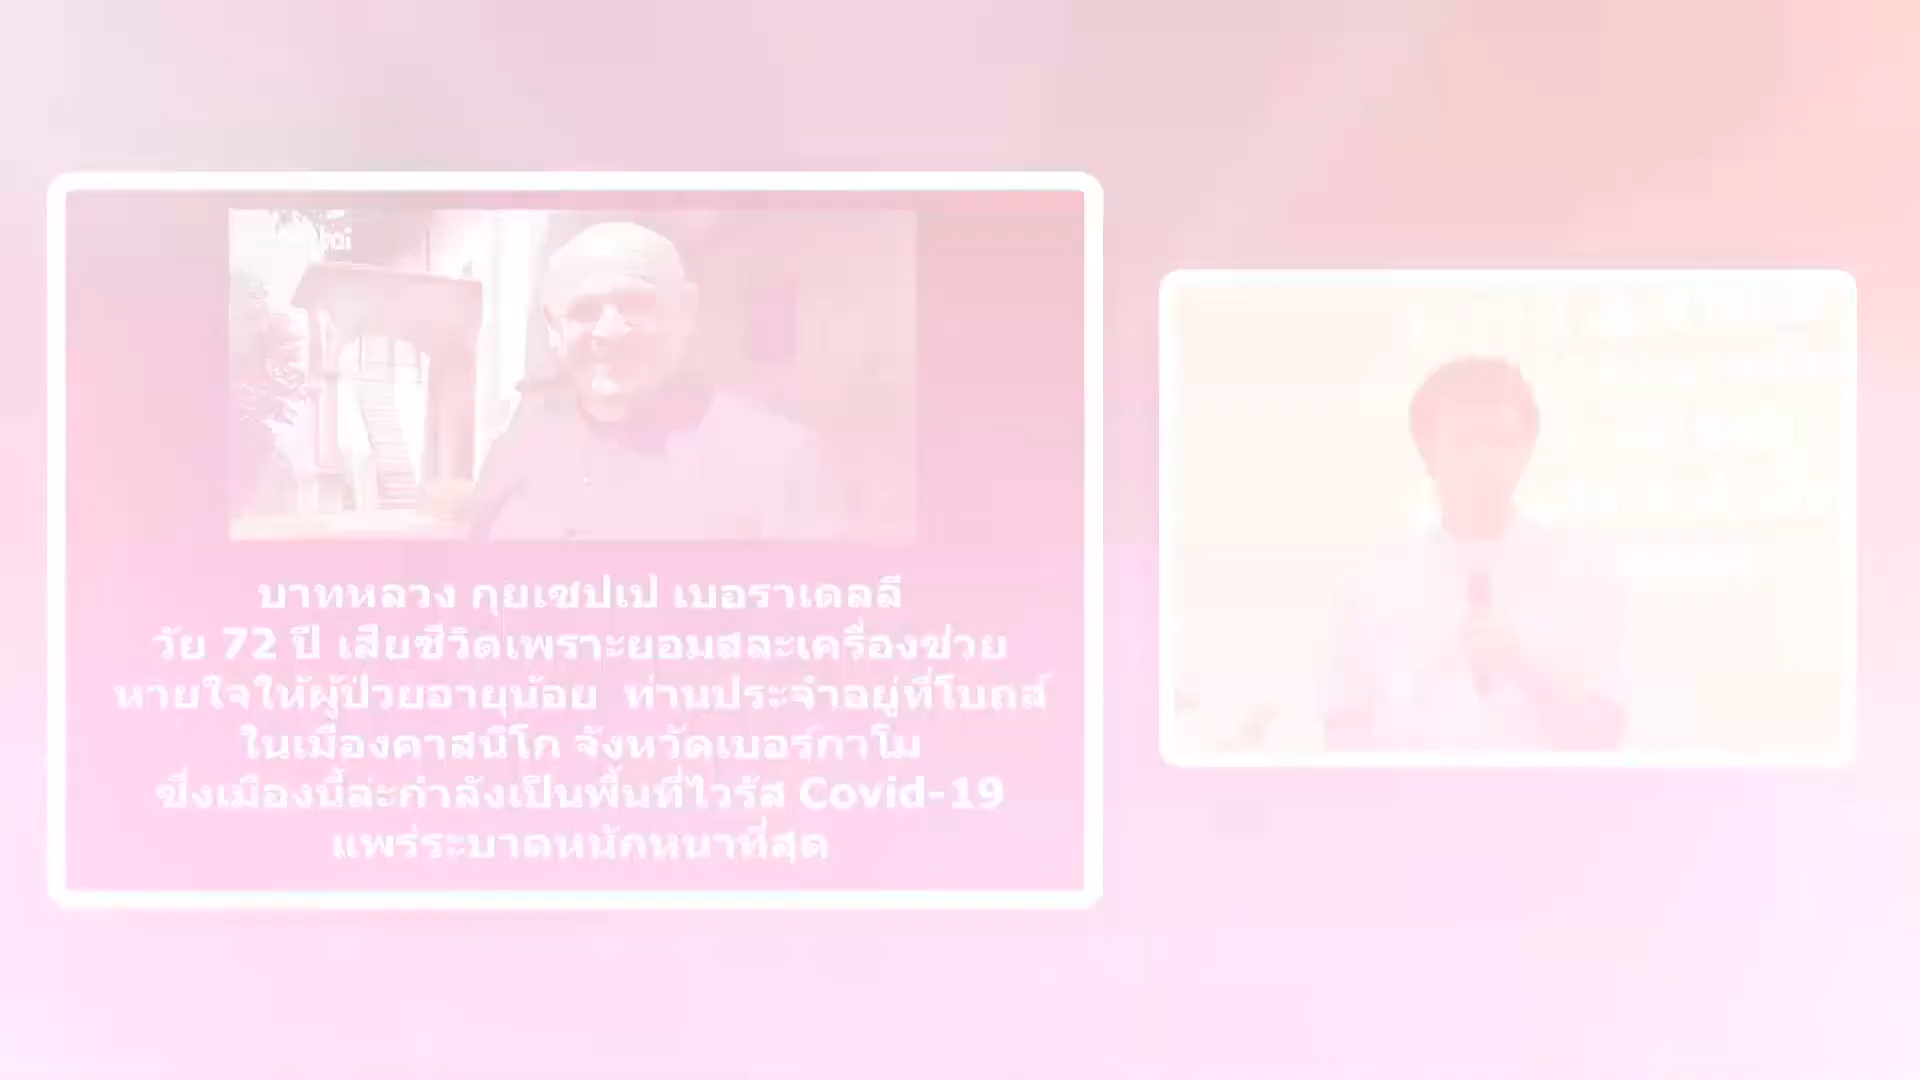 บาทหลวง กุยเซปเป เบอราเดลลี
วัย 72 ปี เสียชีวิตเพราะยอมสละเครื่องช่วย
หายใจให้ผู้ป่วยอายุน้อย ท่านประจำอยู่ที่โบถส์
ในเมืองคาสนิโก จังหวัดเบอร์กาโม
ซึ่งเมืองนี้ล่ะกำลังเป็นพื้นที่ไวรัส Covid-19
แพร่ระบาดหนักหนาที่สุด